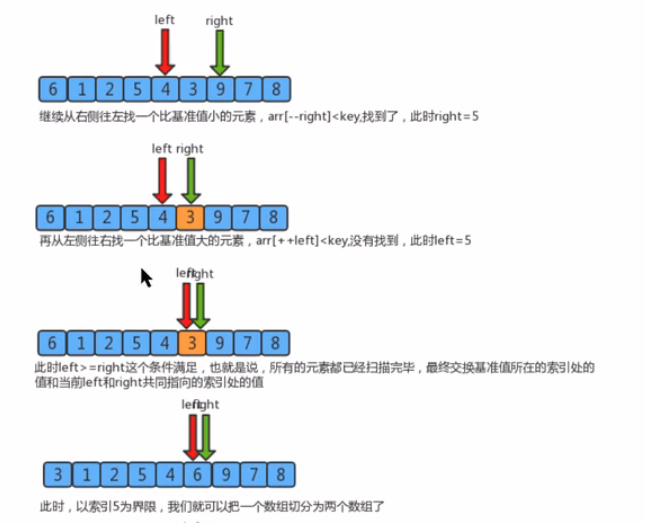 left right
6 1 2 5 4 3 9 7 8
继续从右侧往左找一个比基准值小的元素，arr[--right]<key,找到了，此时right=5
left right
6 1 2 5 4 3 9 7 8
再从左侧往右找一个比基准值大的元素，arr[++left]<key,没有找到，此时left=5
left right
6 1 2 5 4 3 9 7 8
此时left>=right这个条件满足，也就是说，所有的元素都已经扫描完毕，最终交换基准值所在的索引处的
值和当前left和right共同指向的索引处的值
left right
3 1 2 5 4 6 9 7 8
此时，以索引5为界限，我们就可以把一个数组切分为两个数组了